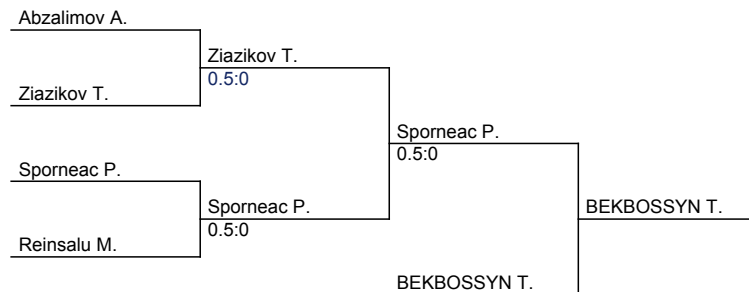 Abzalimov A.
Ziazikov T.
0.5:0
Ziazikov T.
Sporneac P.
0.5:0
Sporneac P.
Sporneac P.
0.5:0
BEKBOSSYN T.
Reinsalu M.
BEKBOSSYN T.